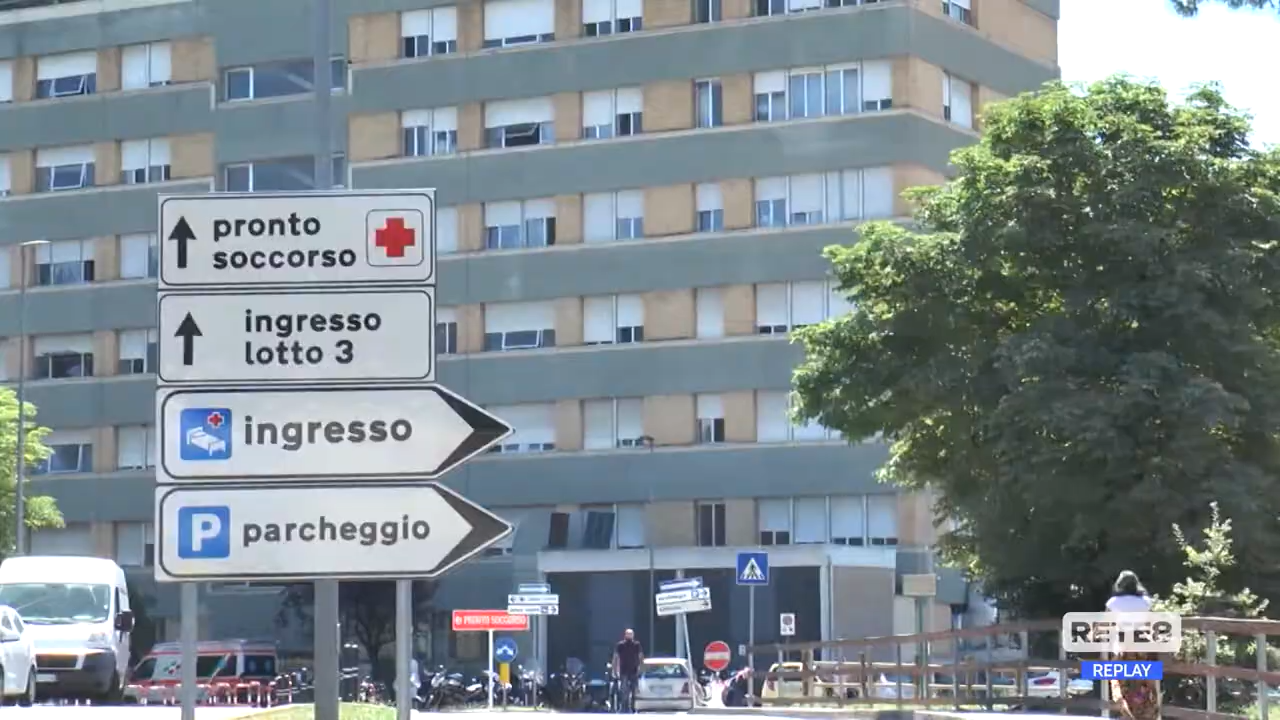 pronto
soccorso
ingresso
lotto 3
ingresso
P parcheggio
PRONTO SOCCORSO
RETE8
REPLAY